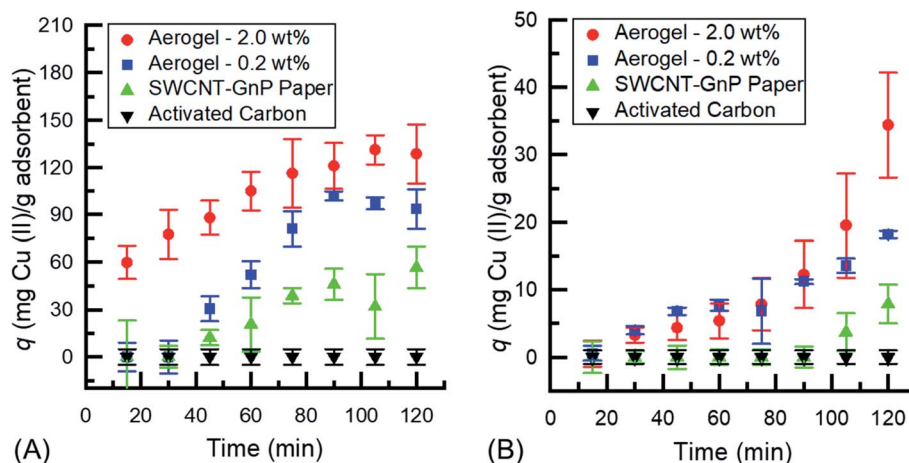 210
180
150
120
90
60
30
0
q (mg Cu (II)/g adsorbent)
Aerogel - 2.0 wt%
Aerogel - 0.2 wt%
SWCNT-GnP Paper
Activated Carbon
0 20 40 60 80 100 120
Time (min)
(A)
50
40
30
20
10
0
q (mg Cu (II)/g adsorbent)
Aerogel - 2.0 wt%
Aerogel - 0.2 wt%
SWCNT-GnP Paper
Activated Carbon
0 20 40 60 80 100 120
Time (min)
(B)